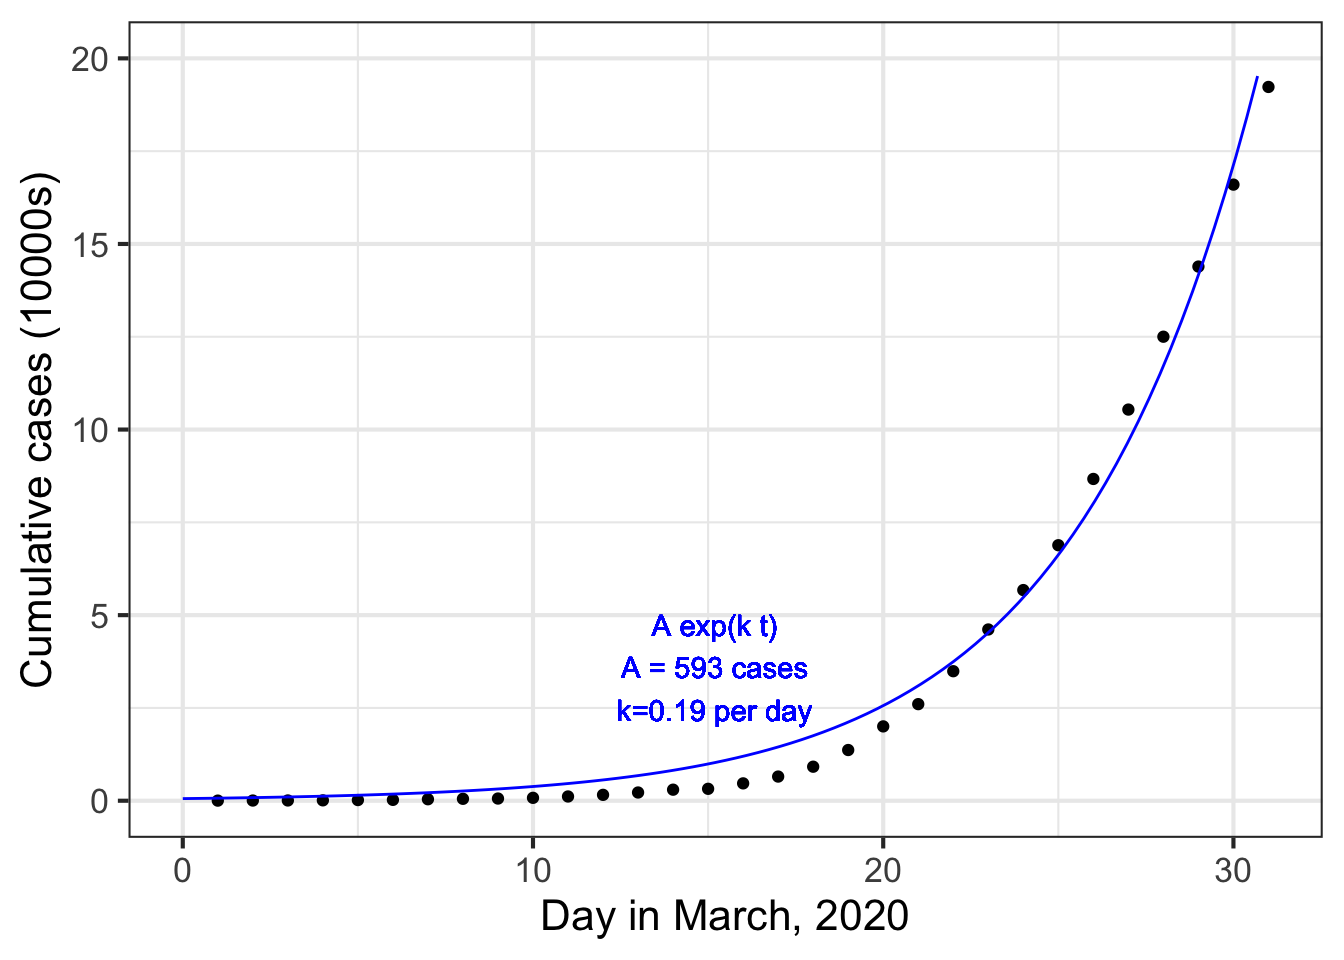 Cumulative cases (10000s)
20
15
10
5
0
A exp(k t)
A = 593 cases
k=0.19 per day
0 10 20 30
Day in March, 2020